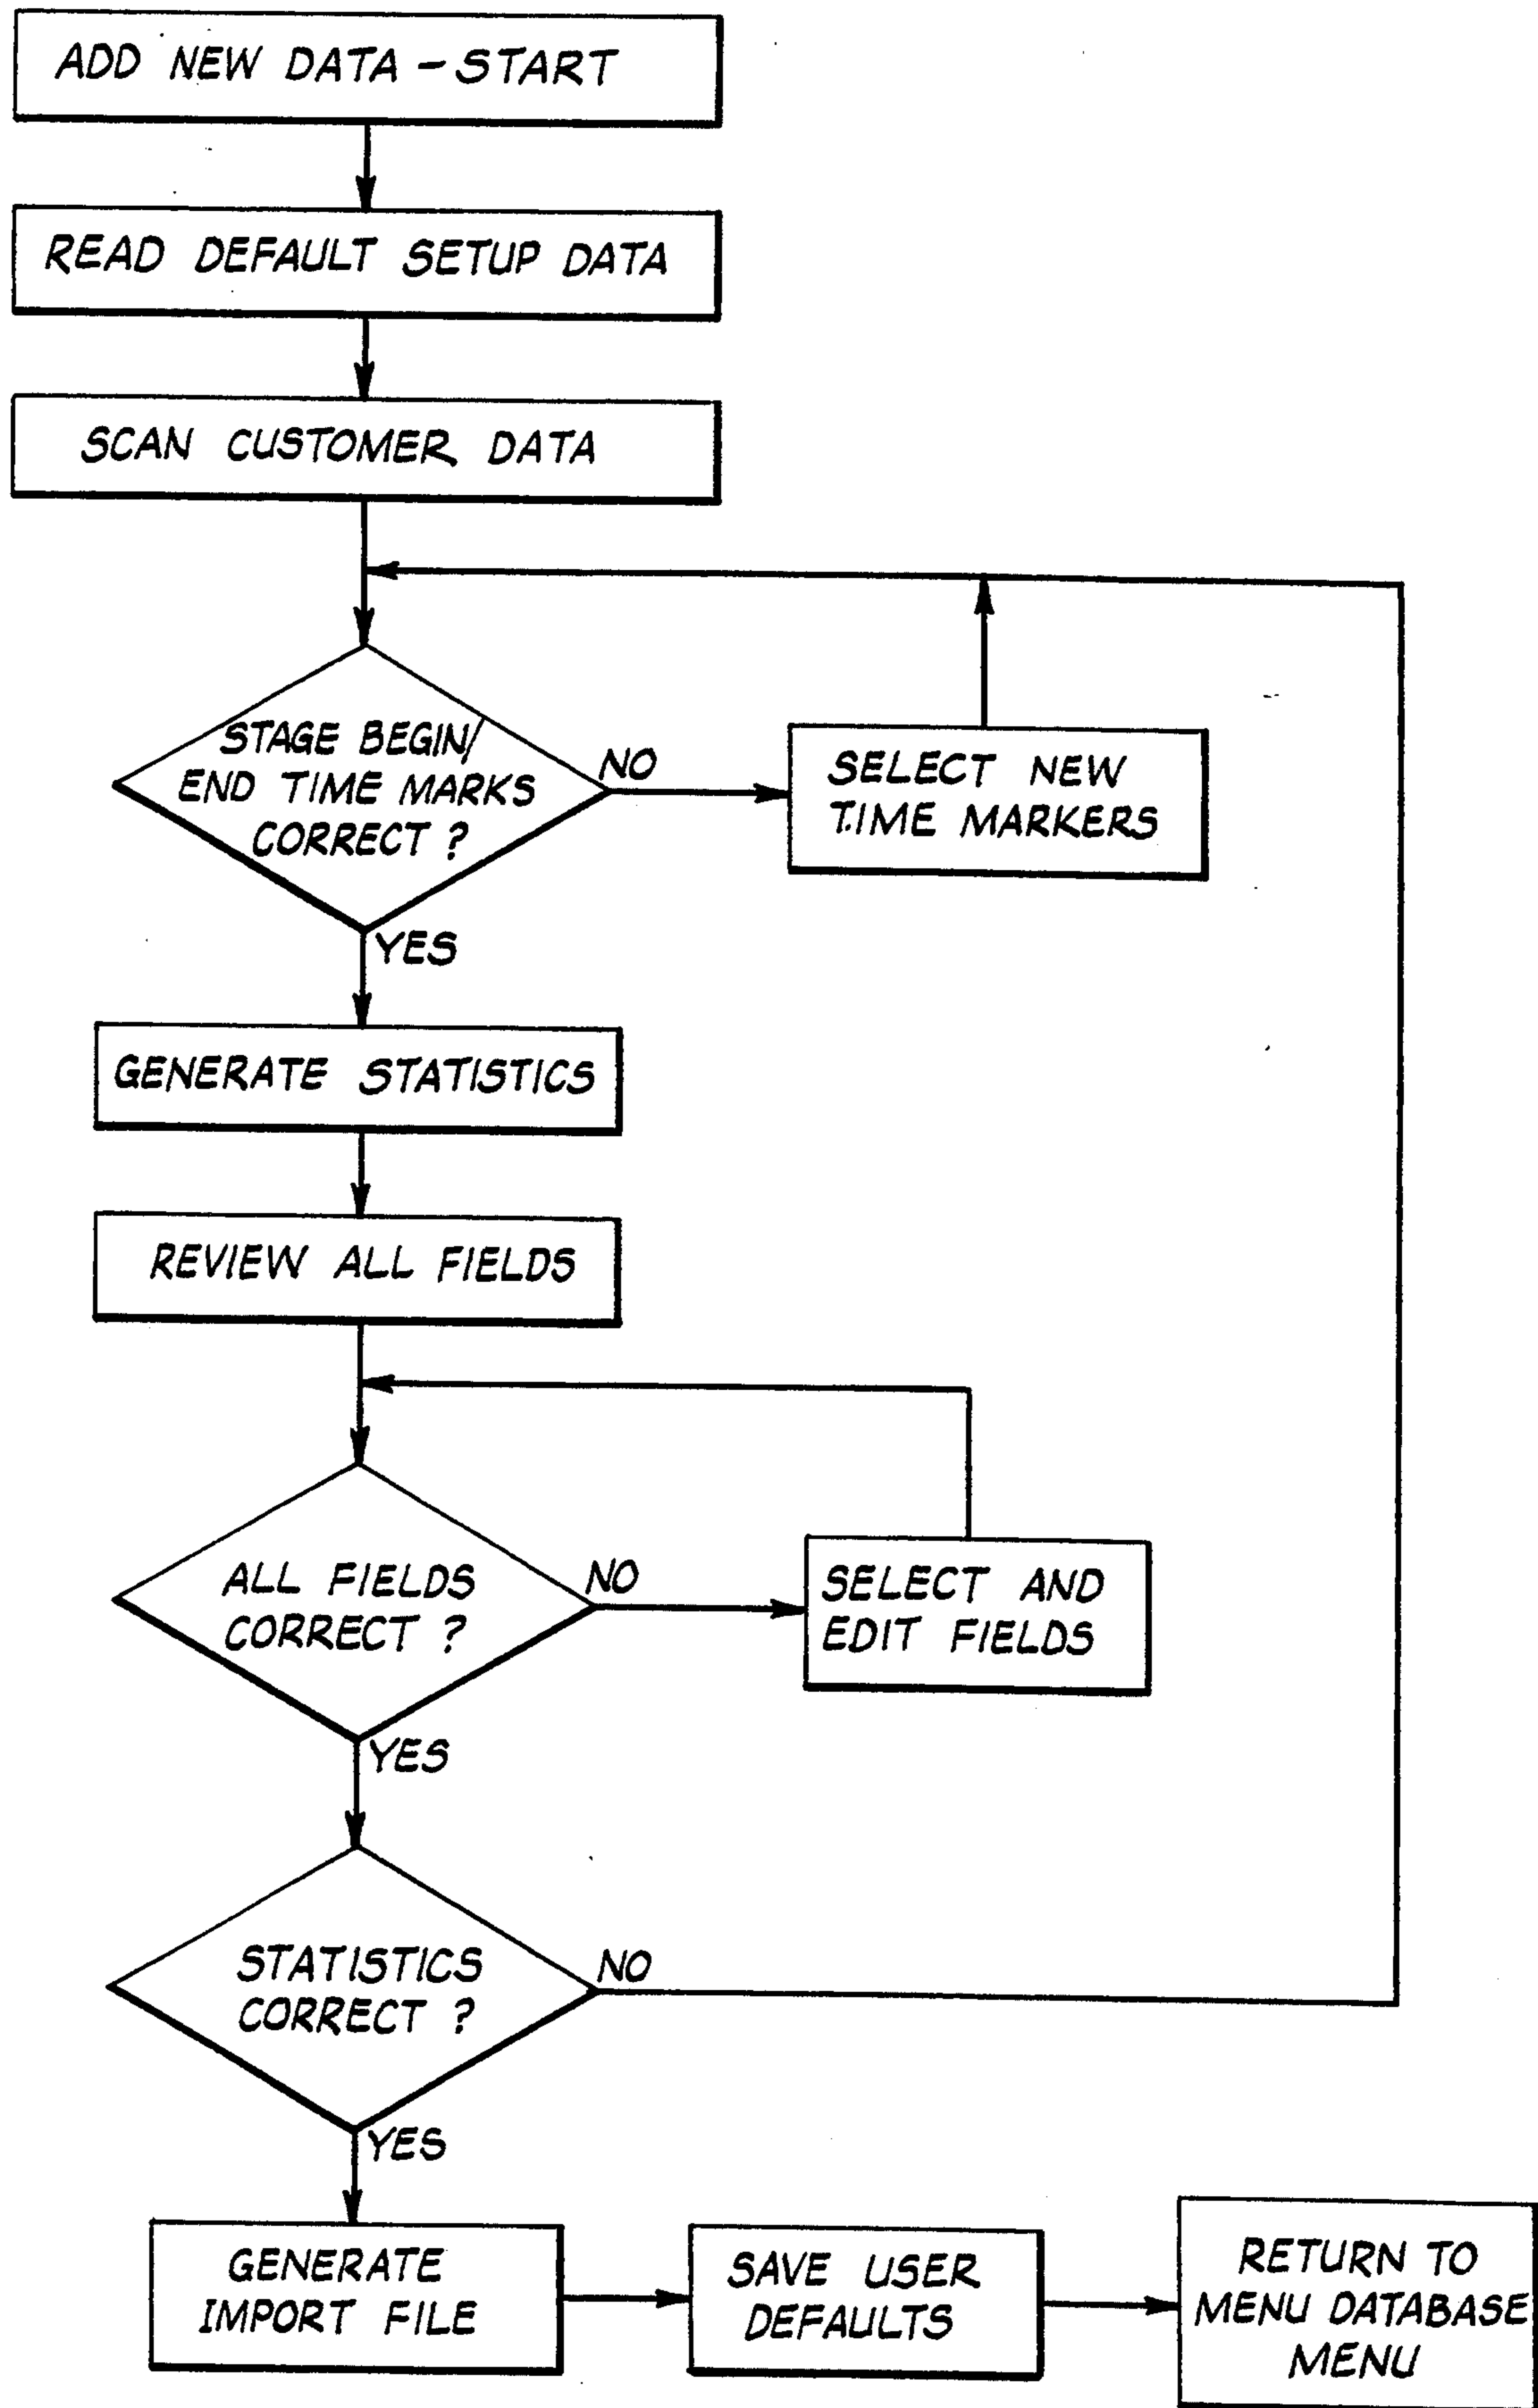 ADD NEW DATA - START
READ DEFAULT SETUP DATA
SCAN CUSTOMER DATA
STAGE BEGIN/
END TIME MARKS
CORRECT ?
NO
SELECT NEW
TIME MARKERS
YES
GENERATE STATISTICS
REVIEW ALL FIELDS
ALL FIELDS
CORRECT ?
NO
SELECT AND
EDIT FIELDS
YES
STATISTICS
CORRECT ?
NO
YES
GENERATE
IMPORT FILE
SAVE USER
DEFAULTS
RETURN TO
MENU DATABASE
MENU